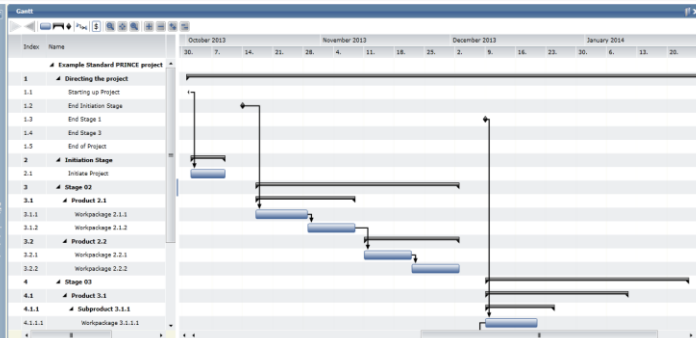 Gantt
October 2013 November 2013 December 2013 January 2014
Index Name 30. 7. 14. 21. 28. 4. 11. 18. 25. 2. 9. 16. 23. 30. 6. 13. 20.
Example Standard PRINCE project
1 Directing the project
1.1 Starting up Project
1.2 End Initiation Stage
1.3 End Stage 1
1.4 End Stage 3
1.5 End of Project
2 Initiation Stage
2.1 Initiate Project
3 Stage 02
3.1 Product 2.1
3.1.1 Workpackage 2.1.1
3.1.2 Workpackage 2.1.2
3.2 Product 2.2
3.2.1 Workpackage 2.2.1
3.2.2 Workpackage 2.2.2
4 Stage 03
4.1 Product 3.1
4.1.1 Subproduct 3.1.1
4.1.1.1 Workpackage 3.1.1.1